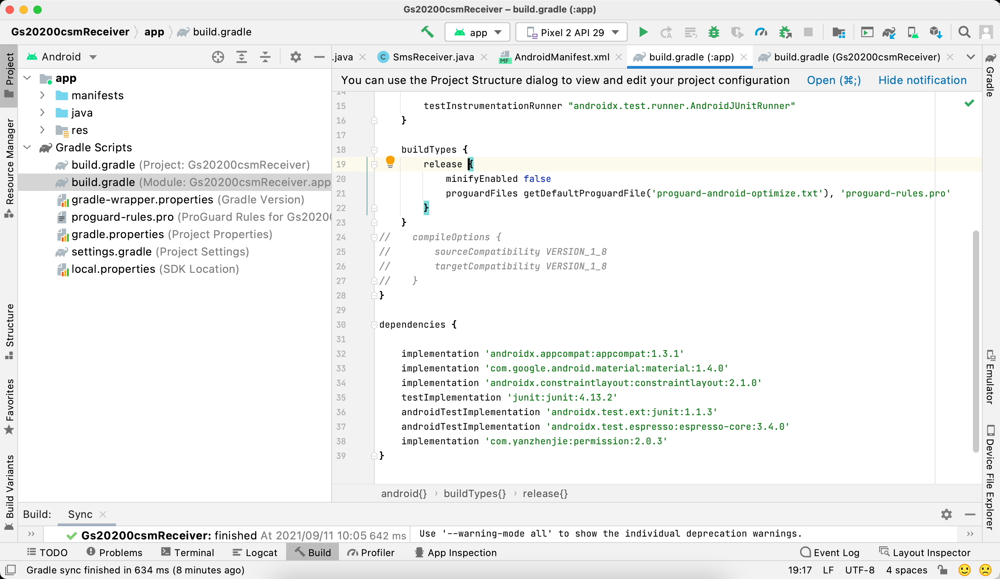 Gs20200csmReceiver – build.gradle (:app)
Gs20200csmReceiver app build.gradle
app Pixel 2 API 29
Android
.java SmsReceiver.java AndroidManifest.xml build.gradle (:app) build.gradle (Gs20200csmReceiver)
You can use the Project Structure dialog to view and edit your project configuration Open (⌘;) Hide notification
Project
Resource Manager
Structure
Favorites
Build Variants
app
manifests
java
res
Gradle Scripts
build.gradle (Project: Gs20200csmReceiver)
build.gradle (Module: Gs20200csmReceiver.app
gradle-wrapper.properties (Gradle Version)
proguard-rules.pro (ProGuard Rules for Gs2020
gradle.properties (Project Properties)
settings.gradle (Project Settings)
local.properties (SDK Location)
14
15 testInstrumentationRunner "androidx.test.runner.AndroidJUnitRunner"
16 }
17
18 buildTypes {
19 release {
20 minifyEnabled false
21 proguardFiles getDefaultProguardFile('proguard-android-optimize.txt'), 'proguard-rules.pro'
22 }
23 }
24 // compileOptions {
25 // sourceCompatibility VERSION_1_8
26 // targetCompatibility VERSION_1_8
27 // }
28 }
29
30 dependencies {
31
32 implementation 'androidx.appcompat:appcompat:1.3.1'
33 implementation 'com.google.android.material:material:1.4.0'
34 implementation 'androidx.constraintlayout:constraintlayout:2.1.0'
35 testImplementation 'junit:junit:4.13.2'
36 androidTestImplementation 'androidx.test.ext:junit:1.1.3'
37 androidTestImplementation 'androidx.test.espresso:espresso-core:3.4.0'
38 implementation 'com.yanzhenjie:permission:2.0.3'
39 }
android{} › buildTypes{} › release{}
Gradle
Emulator
Device File Explorer
Build: Sync
Gs20200csmReceiver: finished At 2021/09/11 10:05 642 ms
Use '--warning-mode all' to show the individual deprecation warnings.
TODO Problems Terminal Logcat Build Profiler App Inspection Event Log Layout Inspector
Gradle sync finished in 634 ms (8 minutes ago) 19:17 LF UTF-8 4 spaces